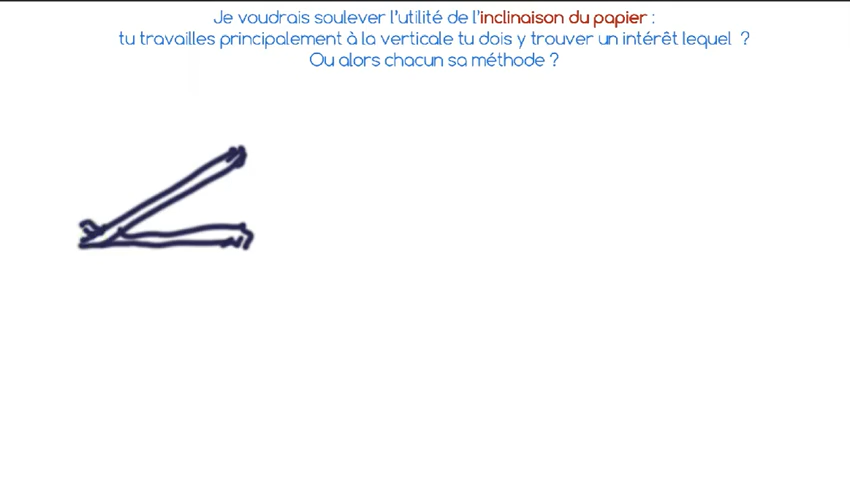 Je voudrais soulever l'utilité de l'inclinaison du papier :
tu travailles principalement à la verticale tu dois y trouver un intérêt lequel ?
Ou alors chacun sa méthode ?